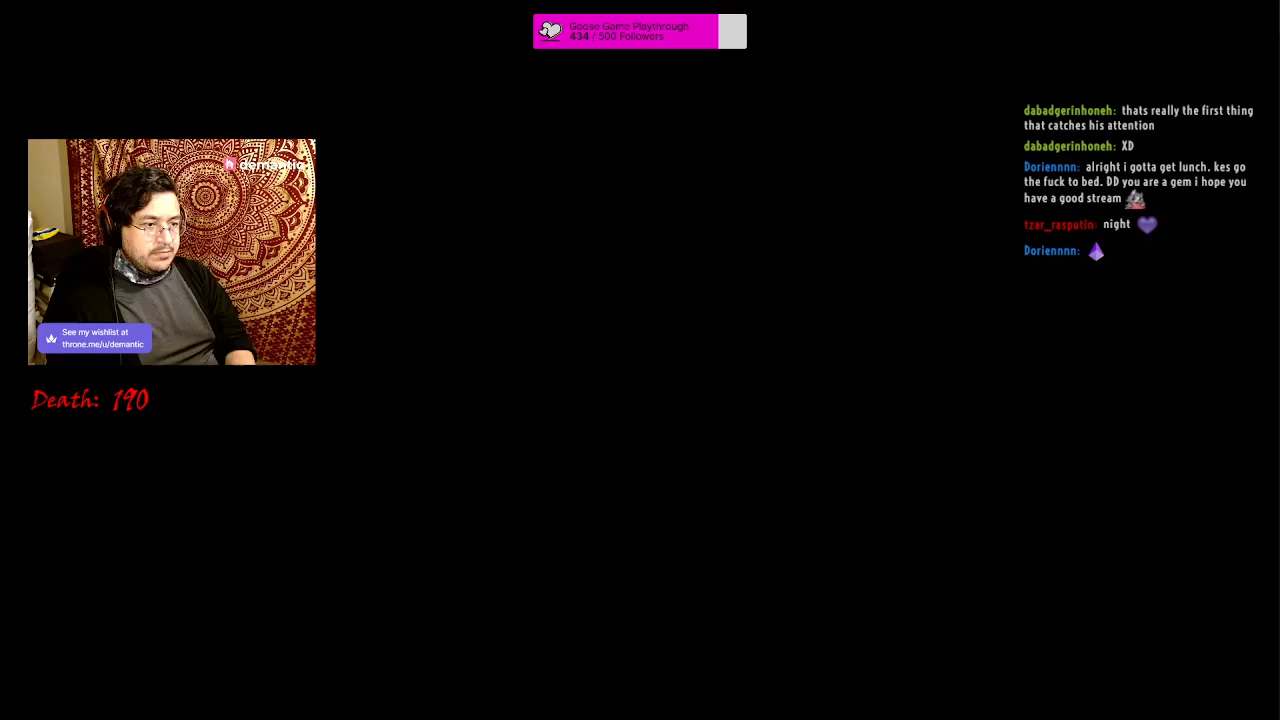 Goose Game Playthrough
434 / 500 Followers
dabadgerinhoneh: thats really the first thing
that catches his attention
dabadgerinhoneh: XD
Doriennnn: alright i gotta get lunch. kes go
the fuck to bed. DD you are a gem i hope you
have a good stream
tzar_rasputin: night
Doriennnn:
demantic
See my wishlist at
throne.me/u/demantic
Death: 190